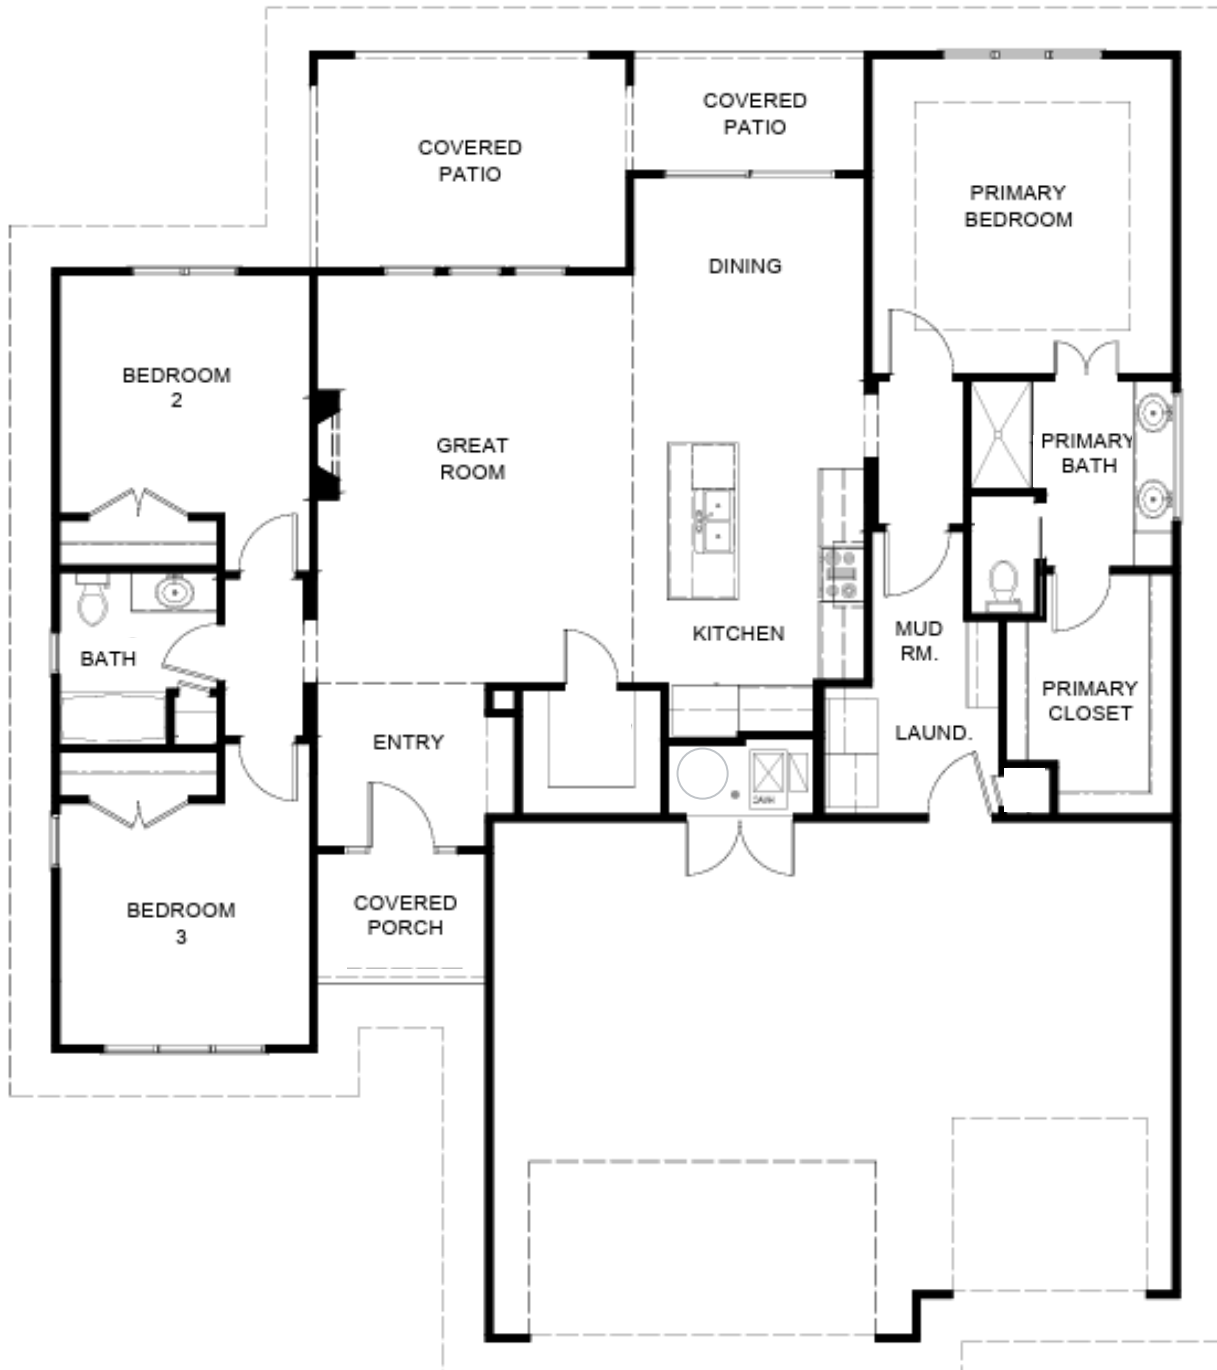 COVERED
PATIO
COVERED
PATIO
PRIMARY
BEDROOM
DINING
BEDROOM
2
GREAT
ROOM
PRIMARY
BATH
KITCHEN
MUD
RM.
BATH
PRIMARY
CLOSET
ENTRY
LAUND.
HVAC
COVERED
PORCH
BEDROOM
3